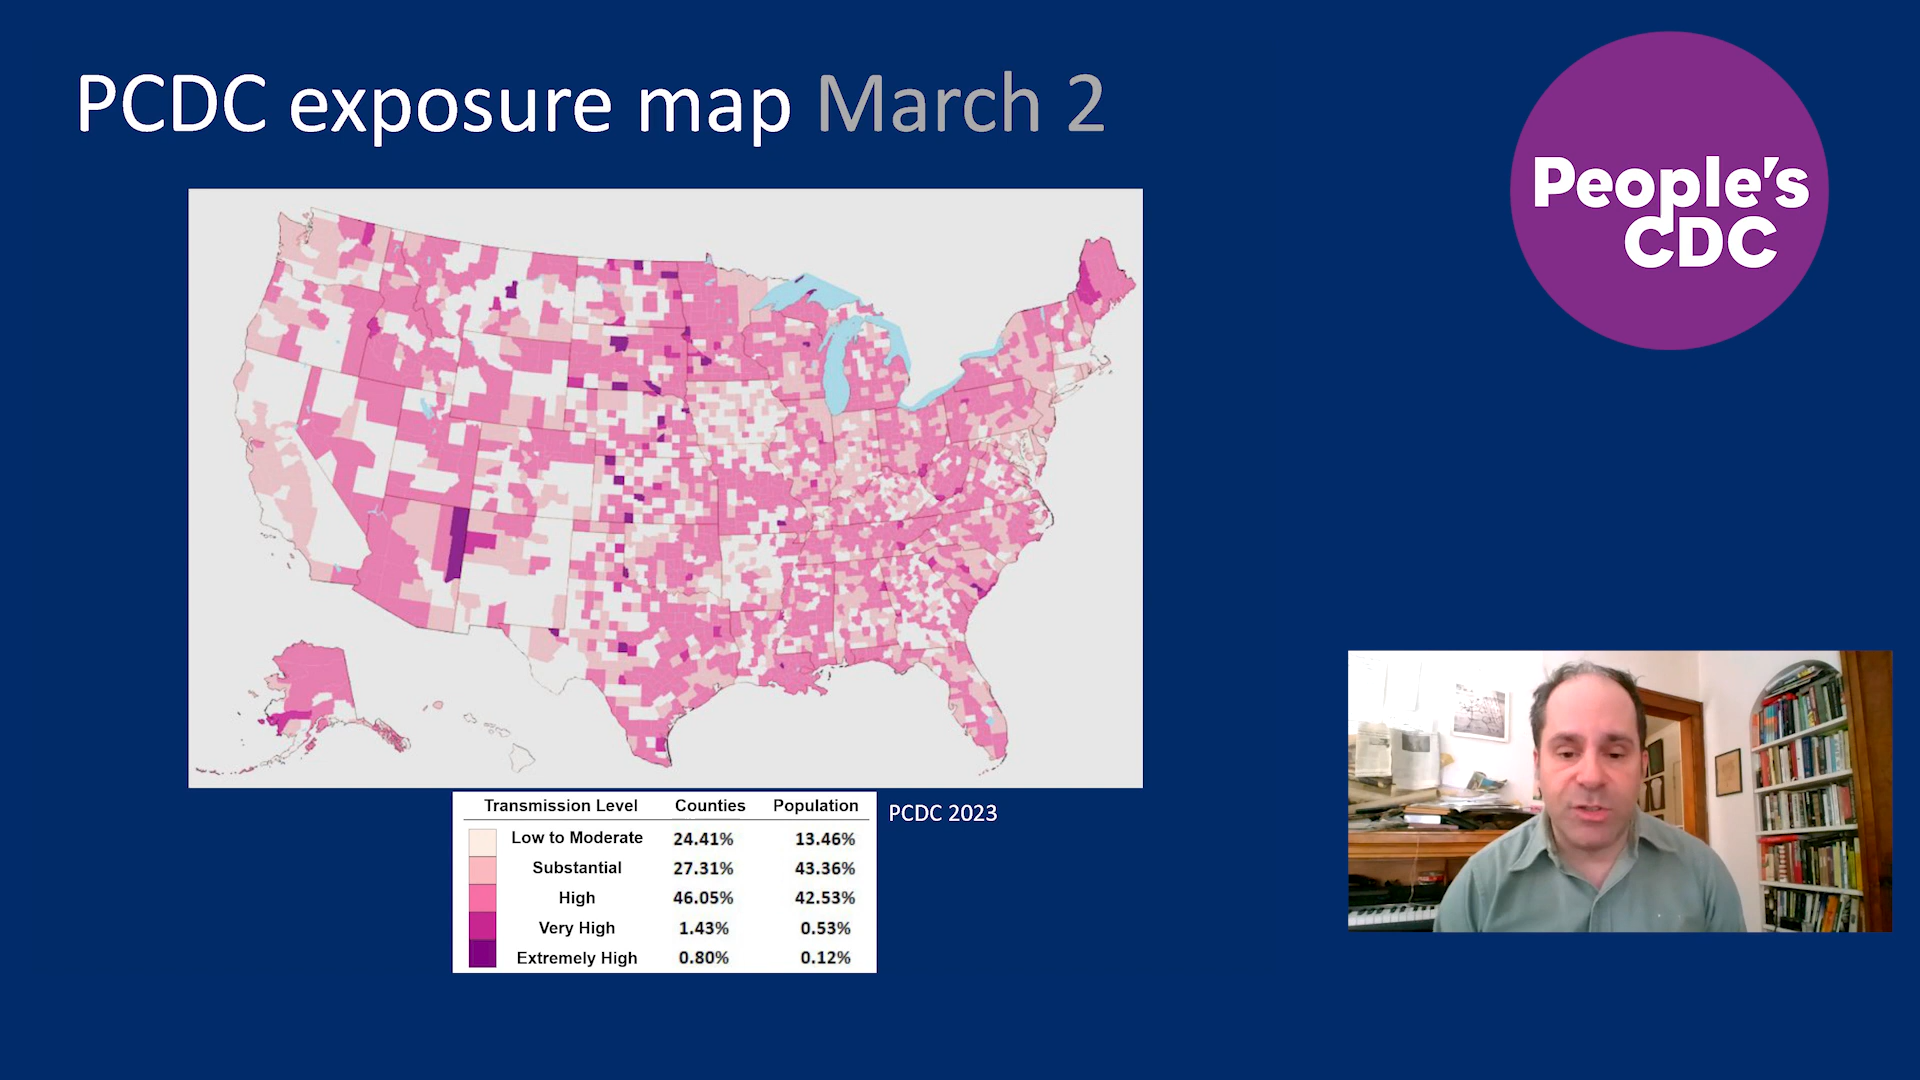 PCDC exposure map March 2
People's
CDC
Transmission Level Counties Population
Low to Moderate 24.41% 13.46%
Substantial 27.31% 43.36%
High 46.05% 42.53%
Very High 1.43% 0.53%
Extremely High 0.80% 0.12%
PCDC 2023